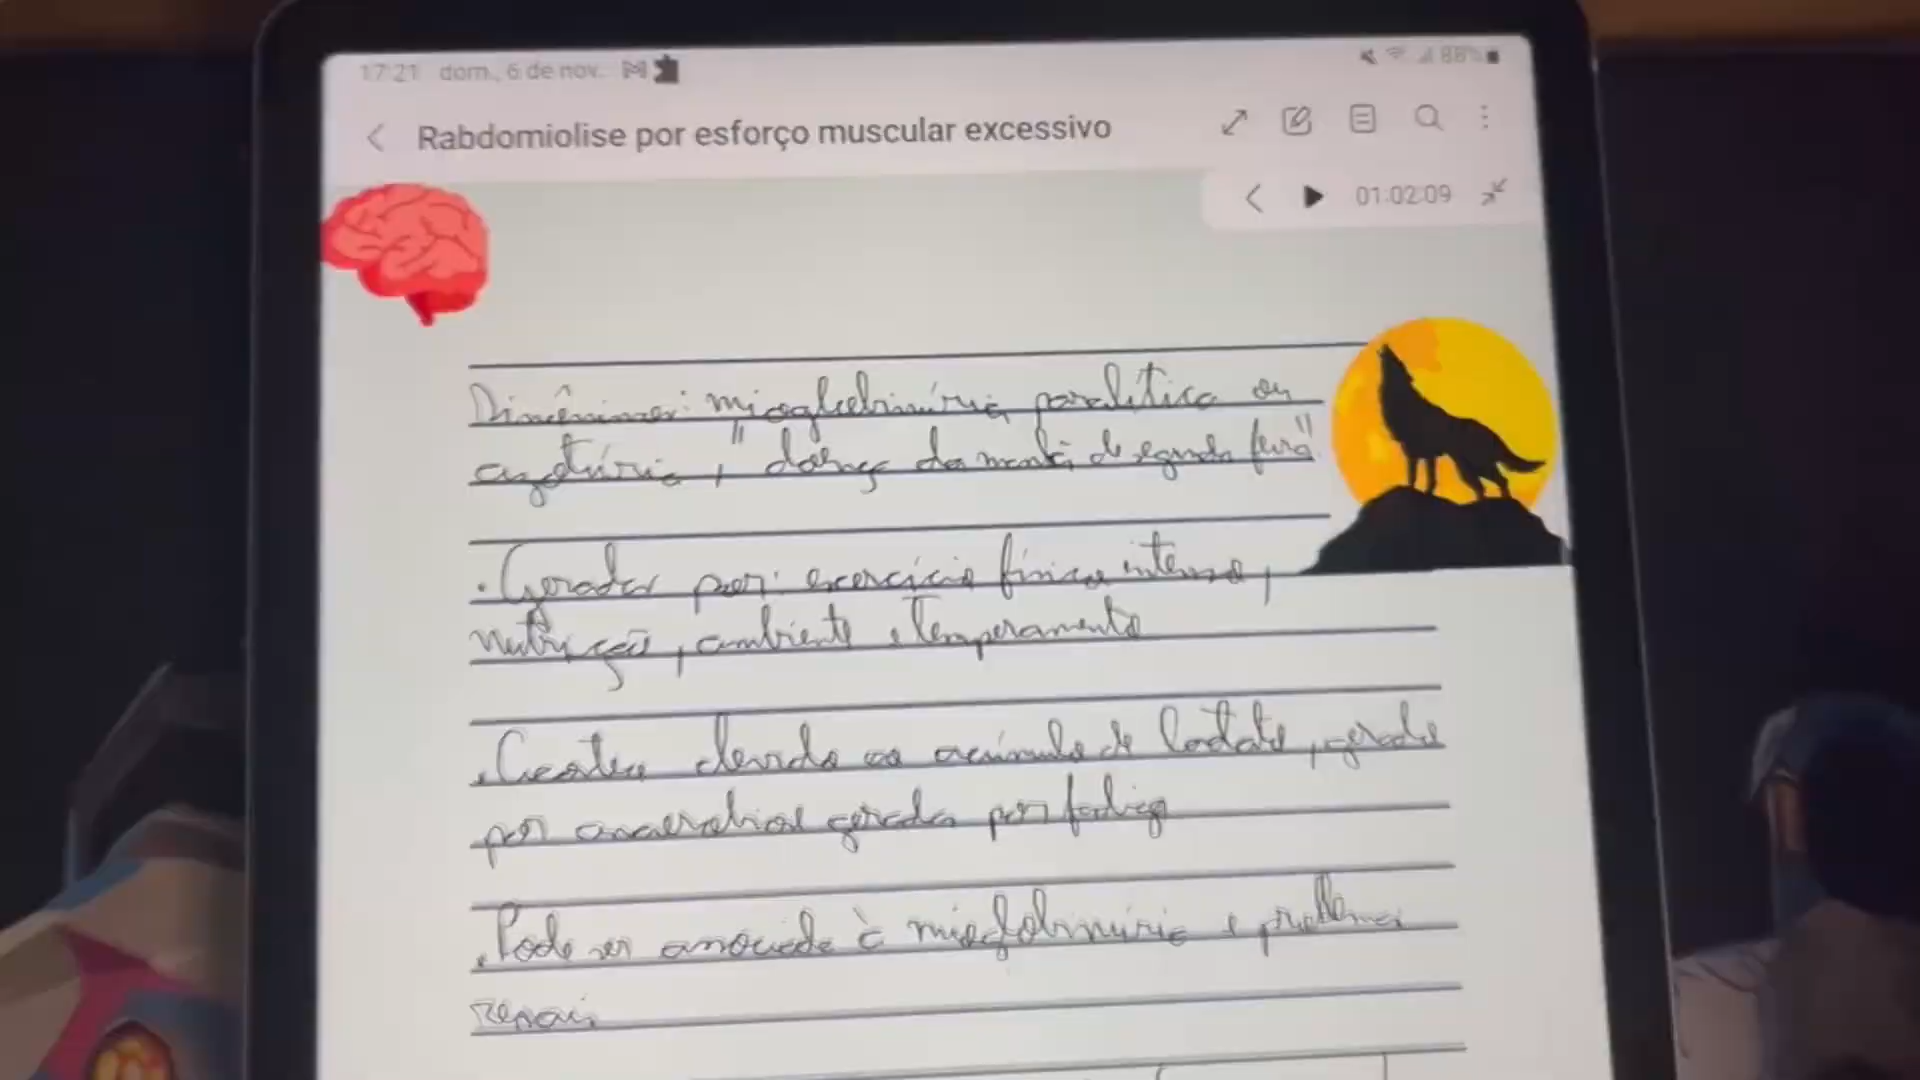 17:21 dom., 6 de nov.
88%
Rabdomiolise por esforço muscular excessivo
01:02:09
mioglobinúria paralítica ou
azotúria, "doença da manhã de segunda feira"
. Gerada por: exercício físico intenso,
nutrição, ambiente e temperamento
devido ao acúmulo de lactato, gerado
por anaerobiose gerada por fadiga
. Pode ser associada à mioglobinúria e problemas
renais